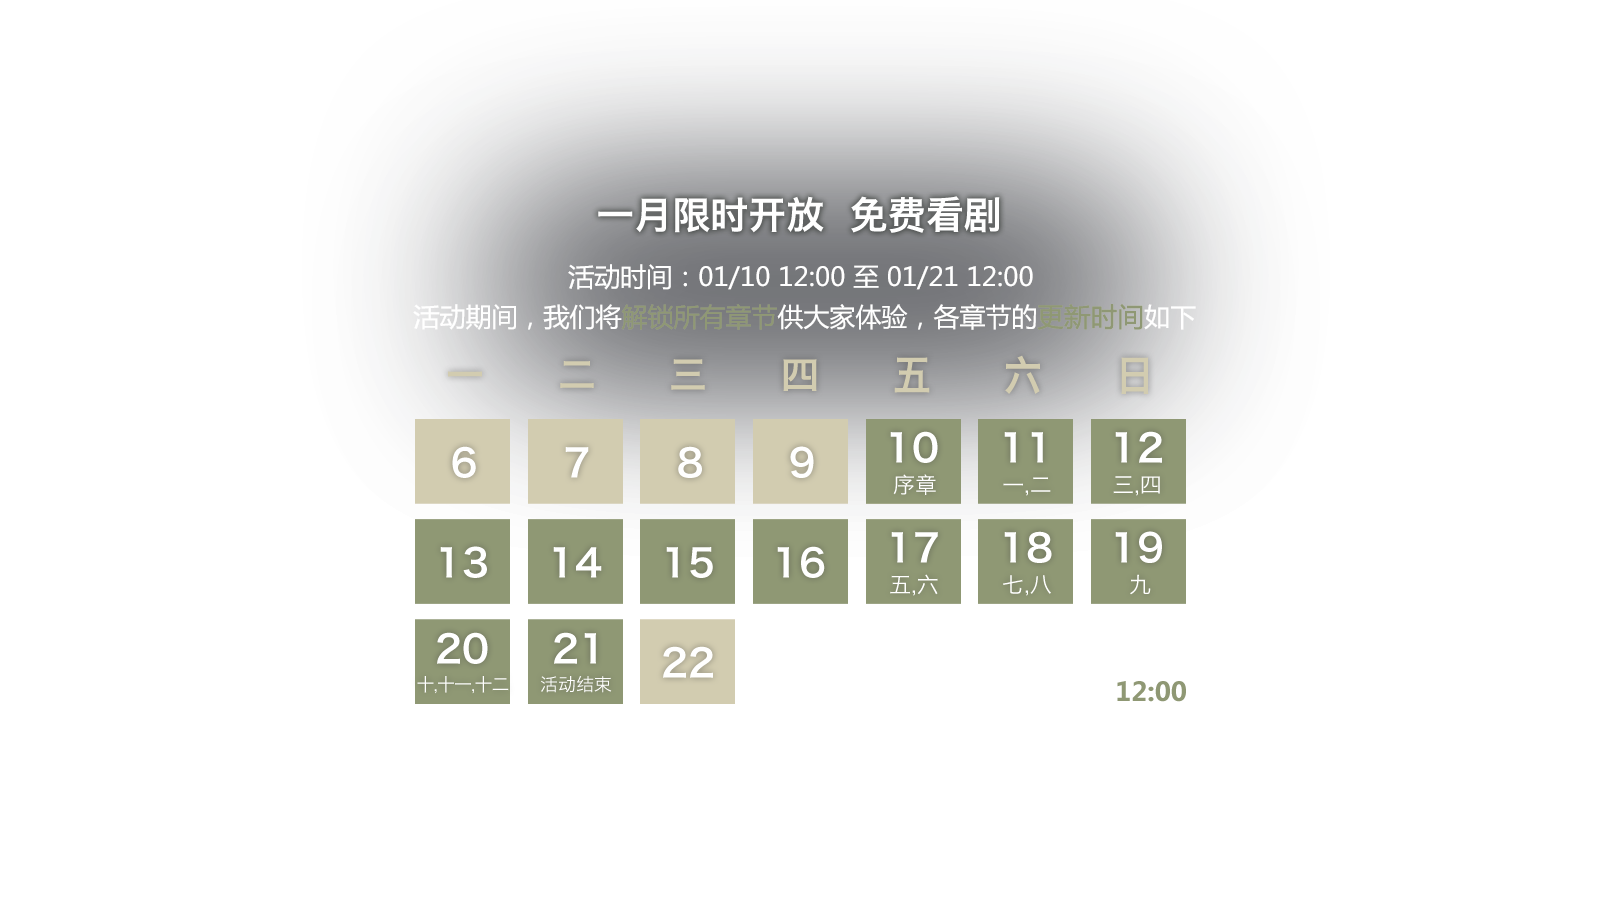 一月限时开放 免费看剧
活动时间：01/10 12:00 至 01/21 12:00
活动期间，我们将解锁所有章节供大家体验，各章节的更新时间如下
一 二 三 四 五 六 日
6 7 8 9 10 11 12
序章 一,二 三,四
13 14 15 16 17 18 19
五,六 七,八 九
20 21 22
十,十一,十二 活动结束
12:00